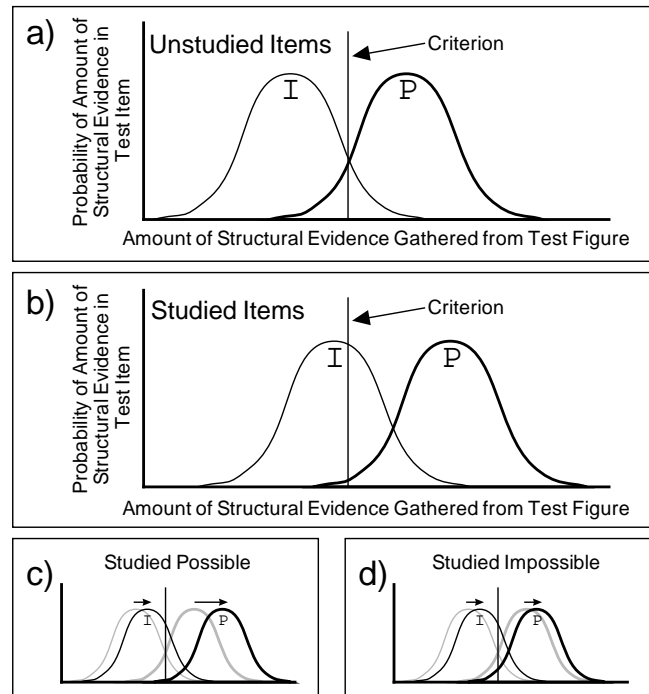 a)
Unstudied Items
Criterion
I
P
Probability of Amount of
Structural Evidence in
Test Item
Amount of Structural Evidence Gathered from Test Figure
b)
Studied Items
Criterion
I
P
Probability of Amount of
Structural Evidence in
Test Item
Amount of Structural Evidence Gathered from Test Figure
c)
Studied Possible
I
P
d)
Studied Impossible
I
P